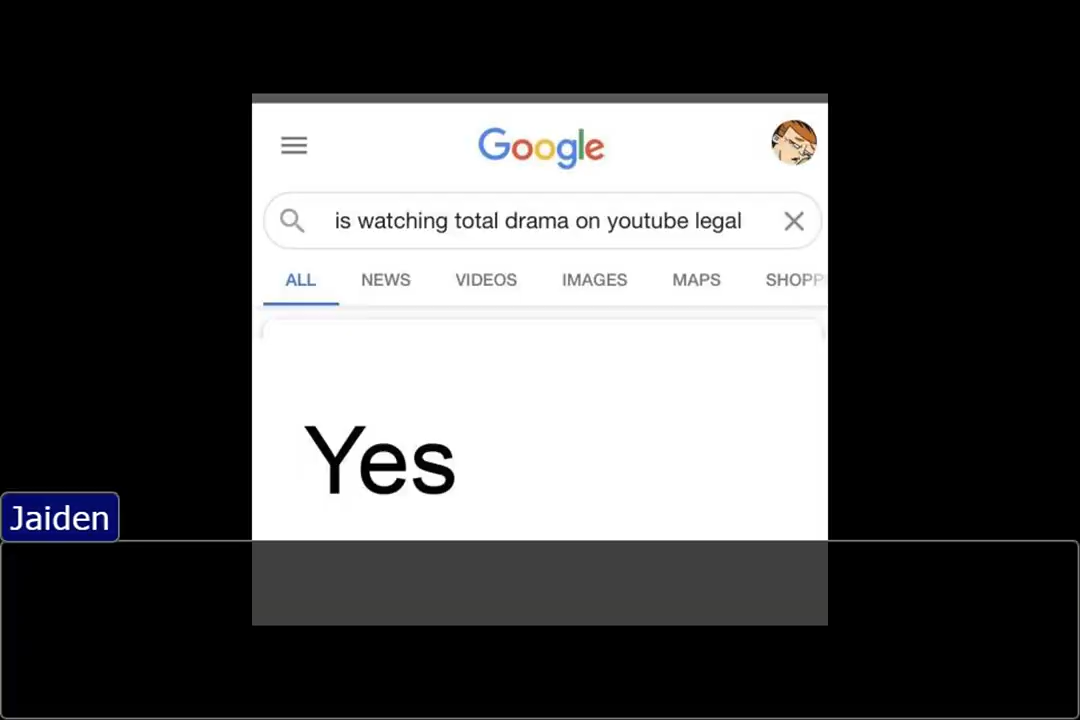 Google
is watching total drama on youtube legal
ALL NEWS VIDEOS IMAGES MAPS SHOPP
Yes
Jaiden